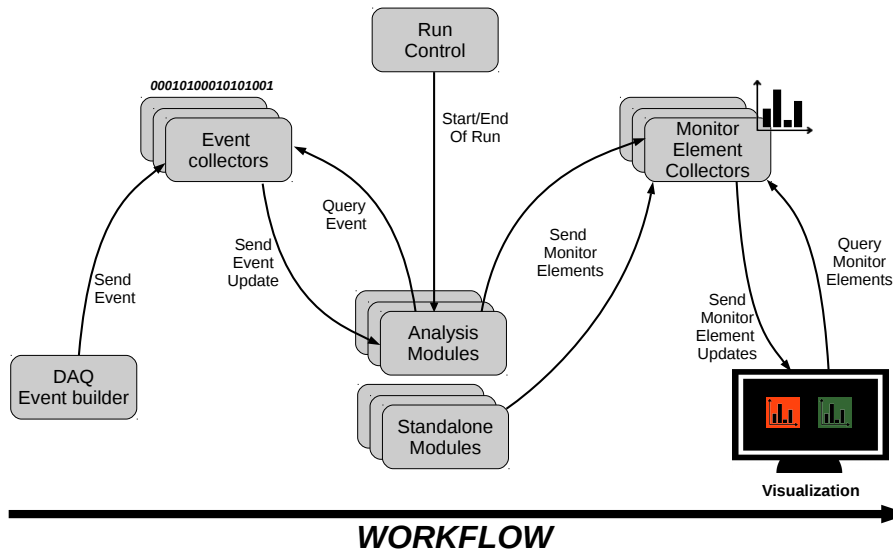 Run
Control
00010100010101001
Event
collectors
Start/End
Of Run
Monitor
Element
Collectors
Query
Event
Send
Event
Update
Send
Monitor
Elements
Query
Monitor
Elements
Send
Event
Send
Monitor
Element
Updates
Analysis
Modules
DAQ
Event builder
Standalone
Modules
Visualization
WORKFLOW